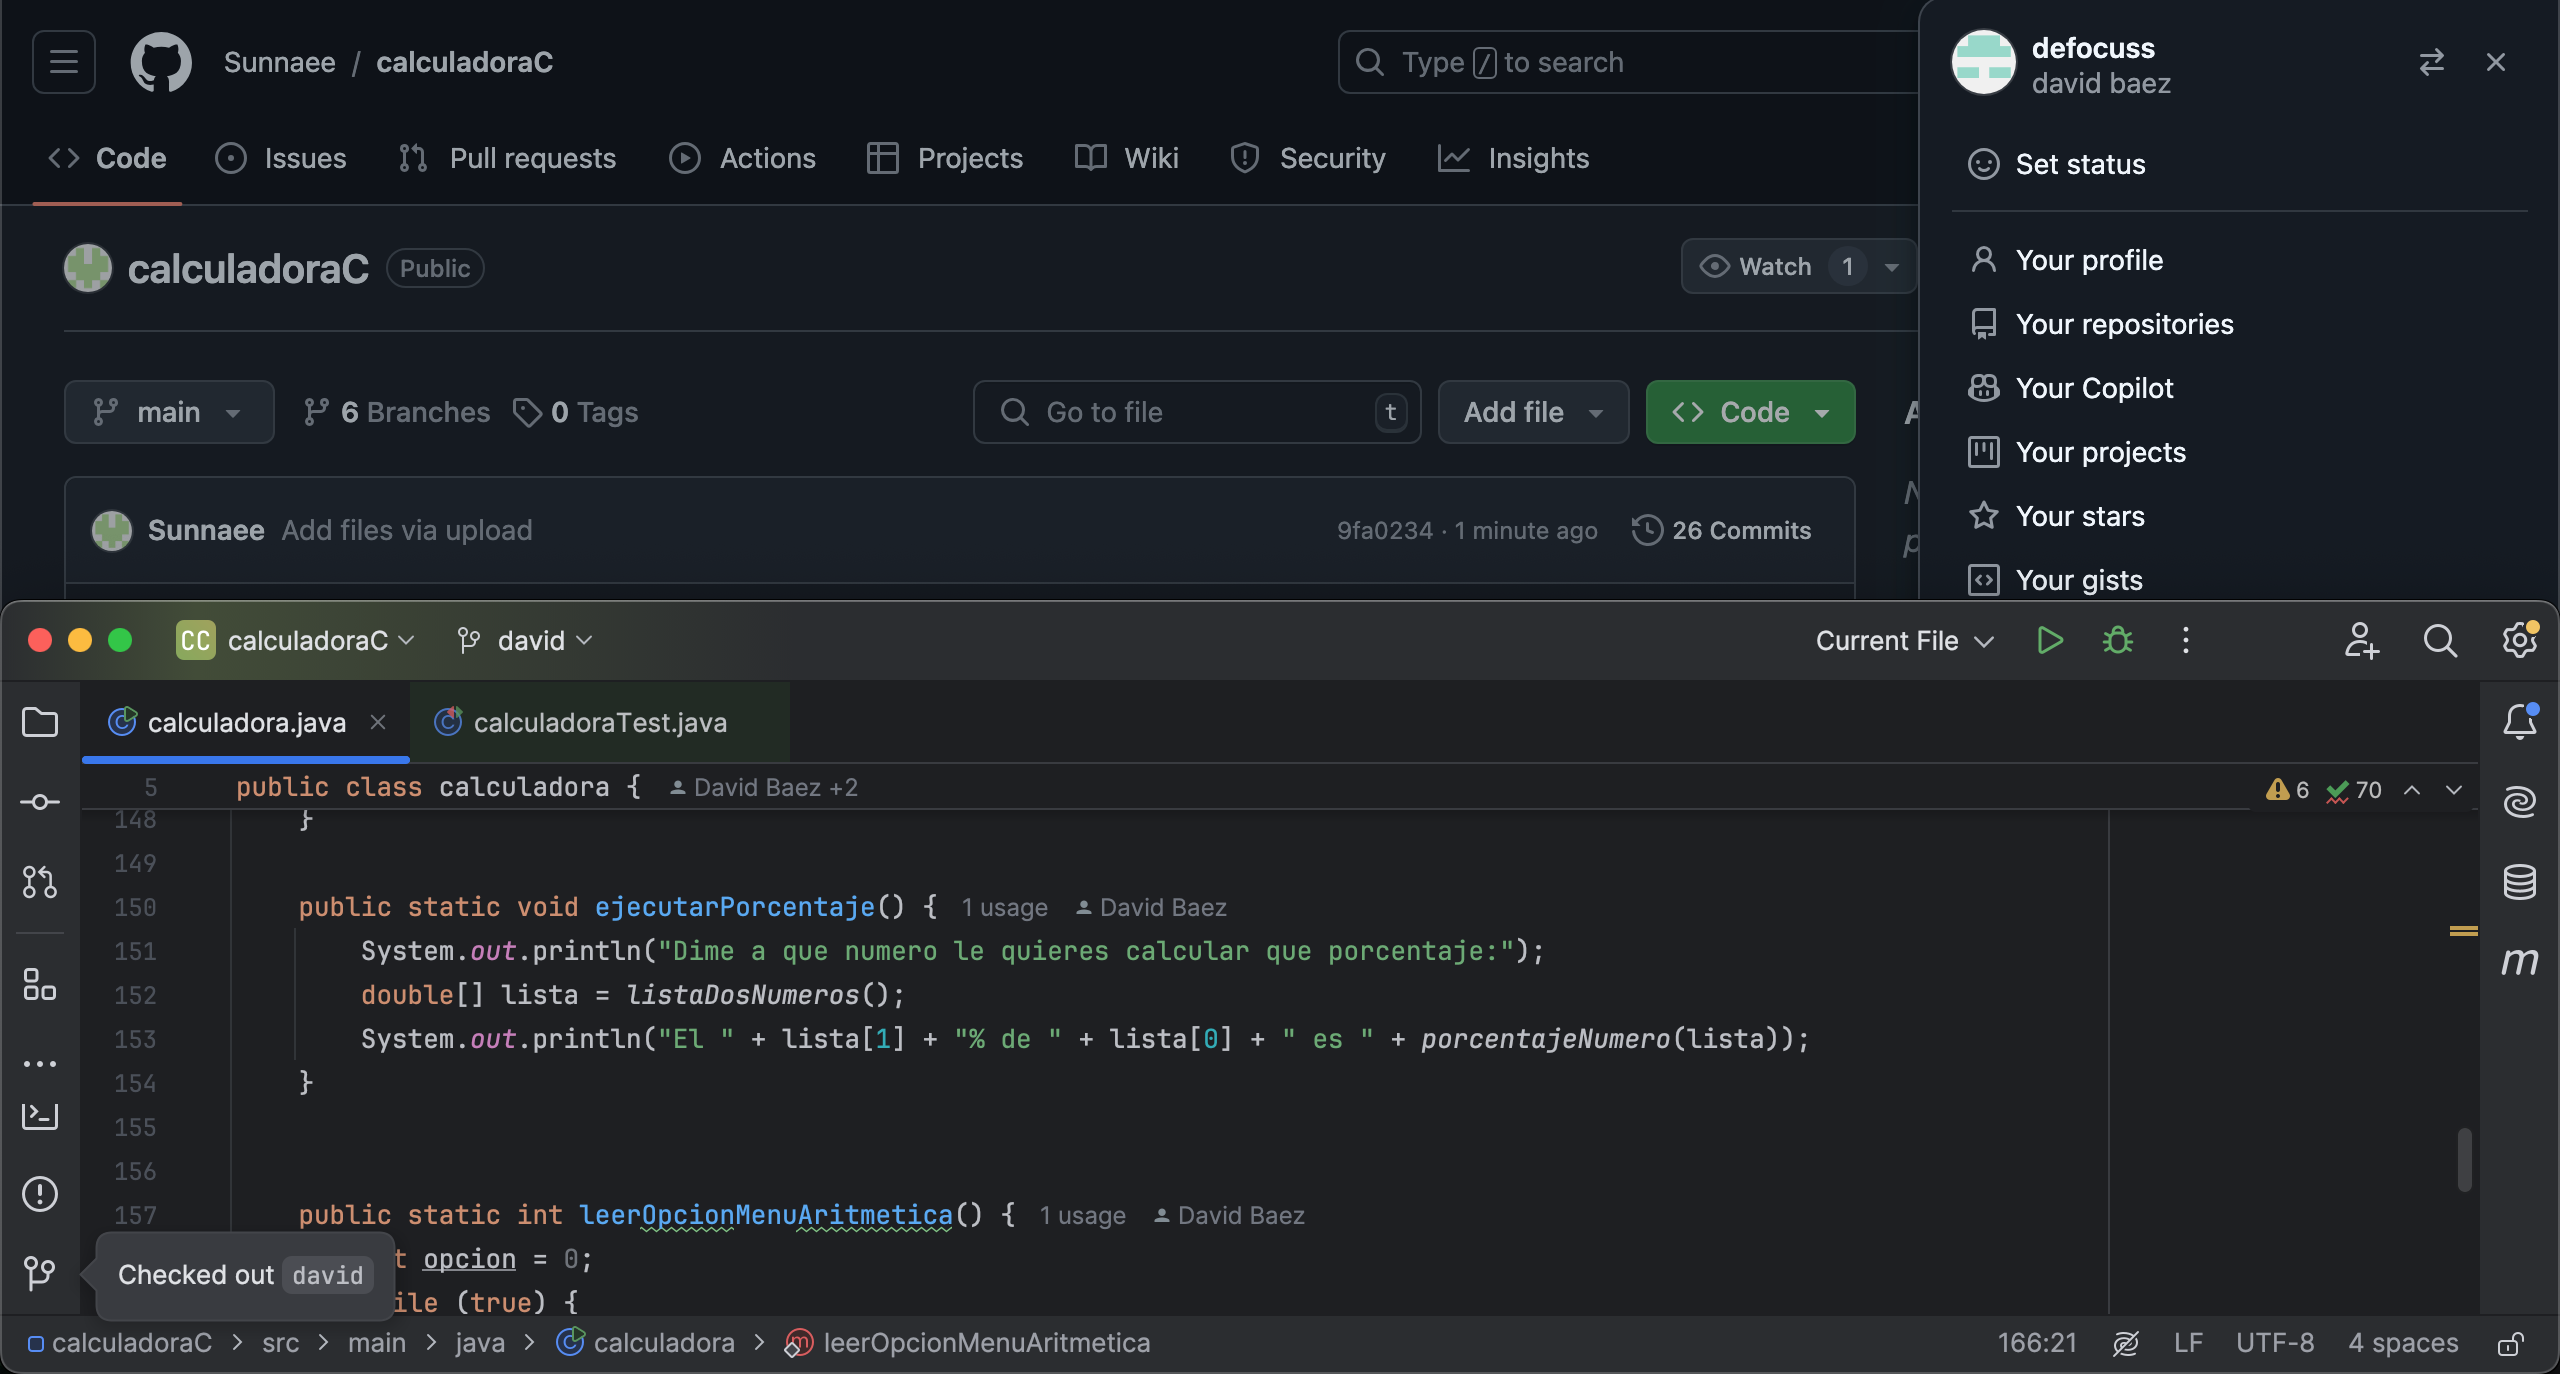 Sunnaee / calculadoraC
Type / to search
defocuss
david baez
Code
Issues
Pull requests
Actions
Projects
Wiki
Security
Insights
Set status
calculadoraC Public
Watch 1
Your profile
Your repositories
Your Copilot
Your projects
Your stars
Your gists
main
6 Branches
0 Tags
Go to file t
Add file
Code
Sunnaee Add files via upload
9fa0234 · 1 minute ago
26 Commits
CC calculadoraC david
Current File
calculadora.java
calculadoraTest.java
5 public class calculadora { David Baez +2
6 70
148 }
149
150 public static void ejecutarPorcentaje() { 1 usage David Baez
151 System.out.println("Dime a que numero le quieres calcular que porcentaje:");
152 double[] lista = listaDosNumeros();
153 System.out.println("El " + lista[1] + "% de " + lista[0] + " es " + porcentajeNumero(lista));
154 }
155
156
157 public static int leerOpcionMenuAritmetica() { 1 usage David Baez
t opcion = 0;
Checked out david
ile (true) {
calculadoraC > src > main > java > calculadora > leerOpcionMenuAritmetica
166:21 LF UTF-8 4 spaces
m